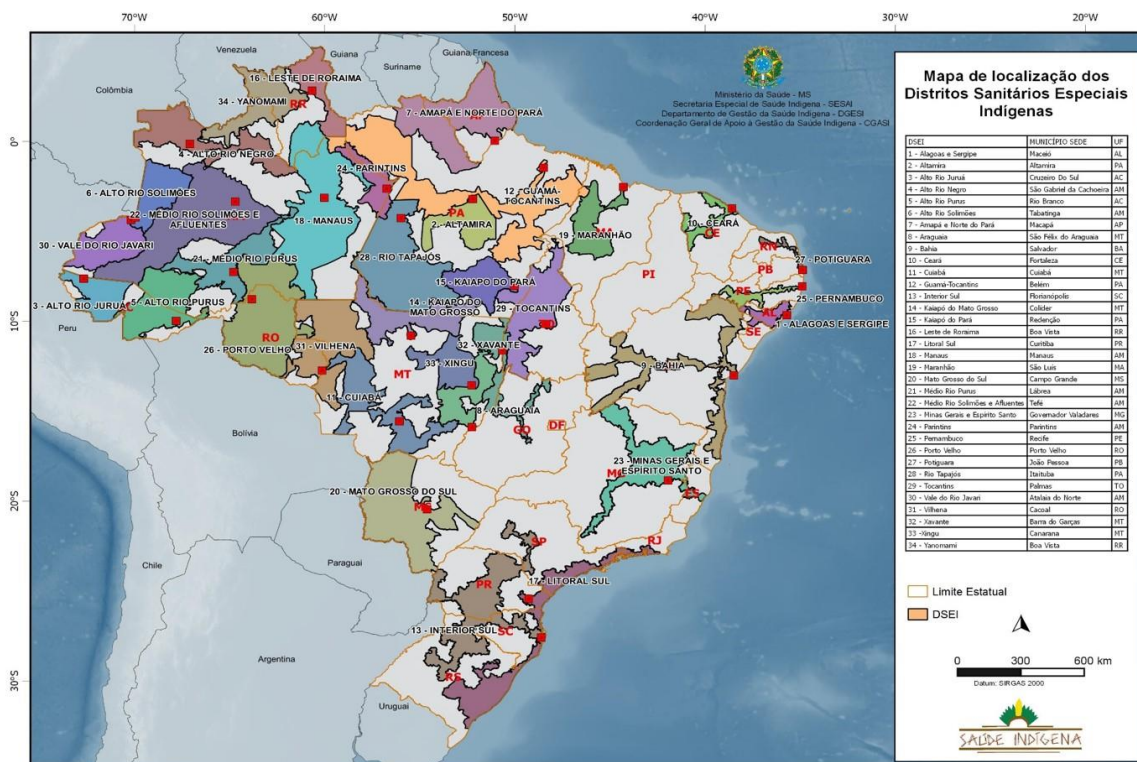 70°W
60°W
50°W
40°W
30°W
20°W
0°
10°S
20°S
30°S
Venezuela
Guiana
Suriname
Guiana Francesa
Colômbia
Peru
Bolívia
Chile
Paraguai
Argentina
Uruguai
Ministério da Saúde - MS
Secretaria Especial de Saúde Indígena - SESAI
Departamento de Gestão da Saúde Indígena - DGESI
Coordenação Geral de Apoio à Gestão da Saúde Indígena - CGASI
16 - LESTE DE RORAIMA
34 - YANOMAMI
RR
7 - AMAPÁ E NORTE DO PARÁ
4 - ALTO RIO NEGRO
24 - PARINTINS
6 - ALTO RIO SOLIMÕES
22 - MÉDIO RIO SOLIMÕES E
AFLUENTES
18 - MANAUS
PA
2 - ALTAMIRA
12 - GUAMÁ-
TOCANTINS
19 - MARANHÃO
10 - CEARÁ
CE
RN
30 - VALE DO RIO JAVARI
21 - MÉDIO RIO PURUS
28 - RIO TAPAJÓS
15 - KAIAPO DO PARÁ
PI
PB
27 - POTIGUARA
3 - ALTO RIO JURUÁ
5 - ALTO RIO PURUS
14 - KAIAPO DO
MATO GROSSO
29 - TOCANTINS
PE
25 - PERNAMBUCO
AL
1 - ALAGOAS E SERGIPE
SE
RO
26 - PORTO VELHO
31 - VILHENA
32 - XAVANTE
33 - XINGU
MT
9 - BAHIA
11 - CUIABÁ
8 - ARAGUAIA
GO
DF
23 - MINAS GERAIS E
ESPÍRITO SANTO
ES
20 - MATO GROSSO DO SUL
SP
RJ
17 - LITORAL SUL
PR
13 - INTERIOR SUL
SC
RS
Mapa de localização dos
Distritos Sanitários Especiais
Indígenas
DSEI MUNICÍPIO SEDE UF
1 - Alagoas e Sergipe Maceió AL
2 - Altamira Altamira PA
3 - Alto Rio Juruá Cruzeiro Do Sul AC
4 - Alto Rio Negro São Gabriel da Cachoeira AM
5 - Alto Rio Purus Rio Branco AC
6 - Alto Rio Solimões Tabatinga AM
7 - Amapá e Norte do Pará Macapá AP
8 - Araguaia São Félix do Araguaia MT
9 - Bahia Salvador BA
10 - Ceará Fortaleza CE
11 - Cuiabá Cuiabá MT
12 - Guamá-Tocantins Belém PA
13 - Interior Sul Florianópolis SC
14 - Kaiapó do Mato Grosso Colíder MT
15 - Kaiapó do Pará Redenção PA
16 - Leste de Roraima Boa Vista RR
17 - Litoral Sul Curitiba PR
18 - Manaus Manaus AM
19 - Maranhão São Luís MA
20 - Mato Grosso do Sul Campo Grande MS
21 - Médio Rio Purus Lábrea AM
22 - Médio Rio Solimões e Afluentes Tefé AM
23 - Minas Gerais e Espírito Santo Governador Valadares MG
24 - Parintins Parintins AM
25 - Pernambuco Recife PE
26 - Porto Velho Porto Velho RO
27 - Potiguara João Pessoa PB
28 - Rio Tapajós Itaituba PA
29 - Tocantins Palmas TO
30 - Vale do Rio Javari Atalaia do Norte AM
31 - Vilhena Cacoal RO
32 - Xavante Barra do Garças MT
33 -Xingu Canarana MT
34 - Yanomami Boa Vista RR
Limite Estatual
DSEI
0 300 600 km
Datum: SIRGAS 2000
SAÚDE INDÍGENA